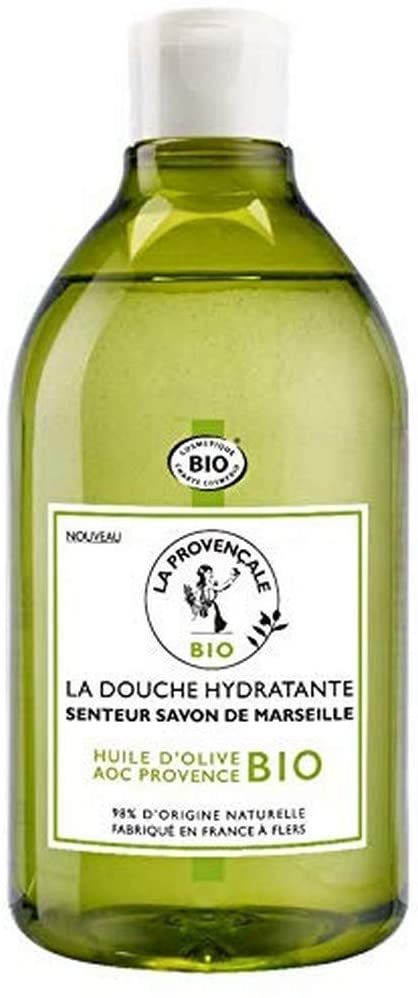 COSMETIQUE
BIO
CHARTE COSMEBIO
NOUVEAU
LA PROVENÇALE
BIO
LA DOUCHE HYDRATANTE
SENTEUR SAVON DE MARSEILLE
HUILE D'OLIVE
AOC PROVENCE BIO
98% D'ORIGINE NATURELLE
FABRIQUÉ EN FRANCE À FLERS